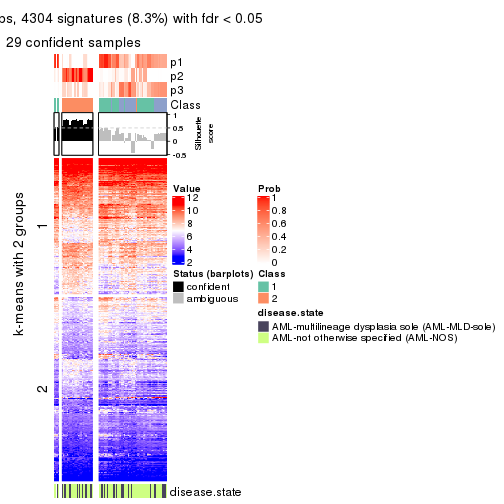 ps, 4304 signatures (8.3%) with fdr < 0.05
29 confident samples
p1
p2
p3
Class
1
0.5
0
-0.5
Silhouette
score
k-means with 2 groups
1
2
Value
12
10
8
6
4
2
Prob
1
0.8
0.6
0.4
0.2
0
Status (barplots)
confident
ambiguous
Class
1
2
disease.state
AML-multilineage dysplasia sole (AML-MLD-sole)
AML-not otherwise specified (AML-NOS)
disease.state